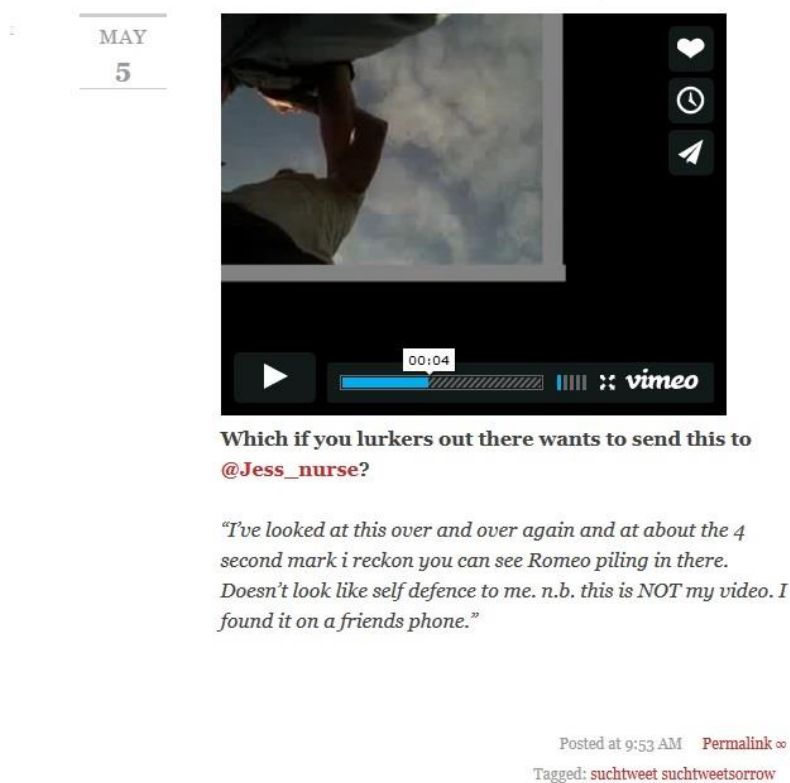 MAY
5
00:04
vimeo
Which if you lurkers out there wants to send this to
@Jess_nurse?
“I’ve looked at this over and over again and at about the 4
second mark i reckon you can see Romeo piling in there.
Doesn’t look like self defence to me. n.b. this is NOT my video. I
found it on a friends phone.”
Posted at 9:53 AM Permalink ∞
Tagged: suchtweet suchtweetsorrow